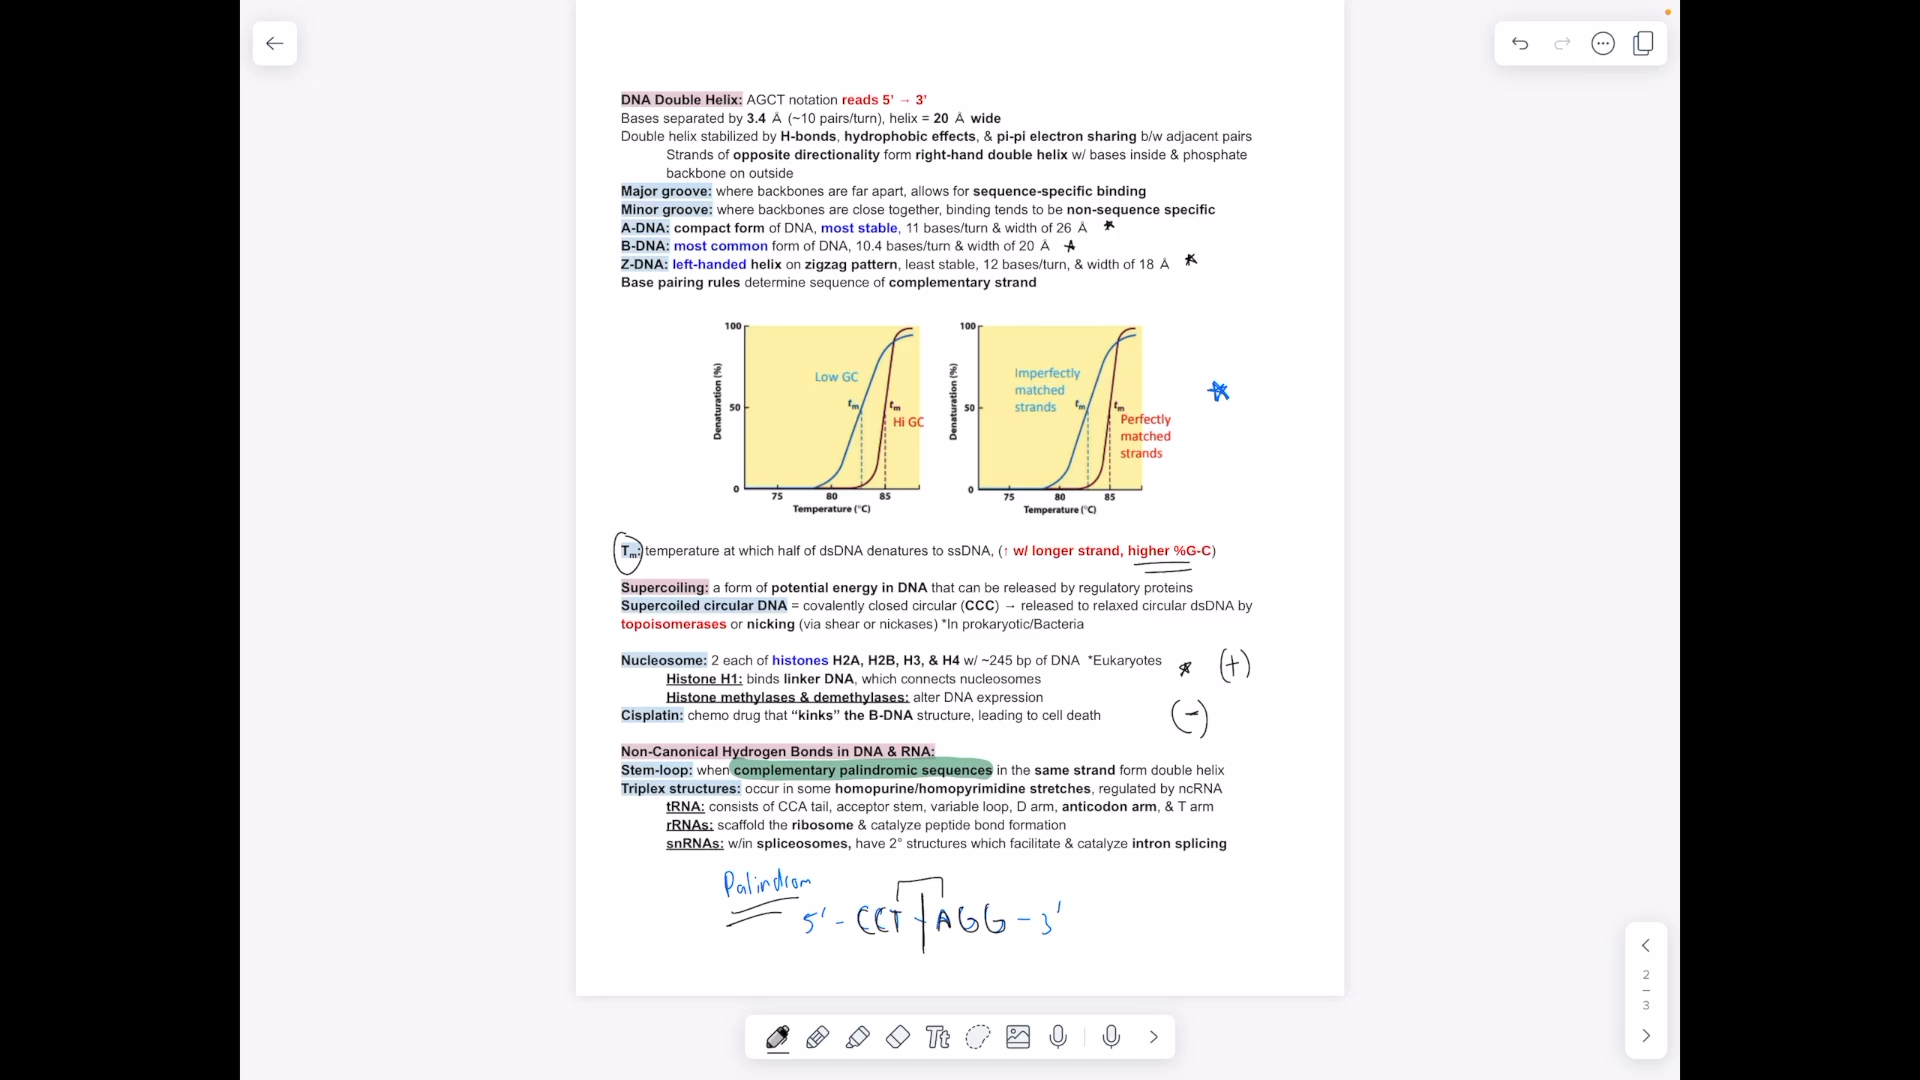 DNA Double Helix: AGCT notation reads 5' → 3'
Bases separated by 3.4 Å (~10 pairs/turn), helix = 20 Å wide
Double helix stabilized by H-bonds, hydrophobic effects, & pi-pi electron sharing b/w adjacent pairs
Strands of opposite directionality form right-hand double helix w/ bases inside & phosphate
backbone on outside
Major groove: where backbones are far apart, allows for sequence-specific binding
Minor groove: where backbones are close together, binding tends to be non-sequence specific
A-DNA: compact form of DNA, most stable, 11 bases/turn & width of 26 Å
B-DNA: most common form of DNA, 10.4 bases/turn & width of 20 Å
Z-DNA: left-handed helix on zigzag pattern, least stable, 12 bases/turn, & width of 18 Å
Base pairing rules determine sequence of complementary strand
100
50
0
Denaturation (%)
Low GC
tm
tm
Hi GC
75 80 85
Temperature (°C)
100
50
0
Denaturation (%)
Imperfectly
matched
strands
tm
tm
Perfectly
matched
strands
75 80 85
Temperature (°C)
Tm: temperature at which half of dsDNA denatures to ssDNA, (↑ w/ longer strand, higher %G-C)
Supercoiling: a form of potential energy in DNA that can be released by regulatory proteins
Supercoiled circular DNA = covalently closed circular (CCC) → released to relaxed circular dsDNA by
topoisomerases or nicking (via shear or nickases) *In prokaryotic/Bacteria
Nucleosome: 2 each of histones H2A, H2B, H3, & H4 w/ ~245 bp of DNA *Eukaryotes
(+)
Histone H1: binds linker DNA, which connects nucleosomes
Histone methylases & demethylases: alter DNA expression
Cisplatin: chemo drug that “kinks” the B-DNA structure, leading to cell death
(-)
Non-Canonical Hydrogen Bonds in DNA & RNA:
Stem-loop: when complementary palindromic sequences in the same strand form double helix
Triplex structures: occur in some homopurine/homopyrimidine stretches, regulated by ncRNA
tRNA: consists of CCA tail, acceptor stem, variable loop, D arm, anticodon arm, & T arm
rRNAs: scaffold the ribosome & catalyze peptide bond formation
snRNAs: w/in spliceosomes, have 2° structures which facilitate & catalyze intron splicing
Palindrom
5' - CCT - AGG - 3'
2
3
Tt